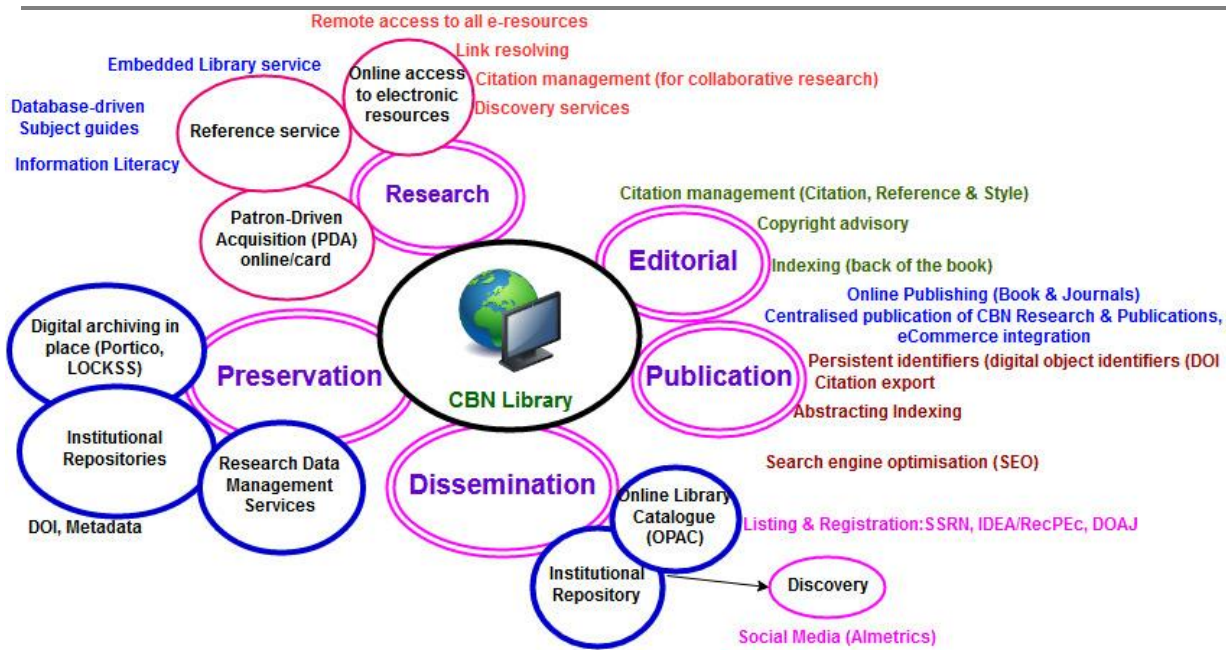 Remote access to all e-resources
Link resolving
Embedded Library service
Online access
to electronic
resources
Citation management (for collaborative research)
Discovery services
Database-driven
Subject guides
Reference service
Information Literacy
Research
Patron-Driven
Acquisition (PDA)
online/card
Citation management (Citation, Reference & Style)
Copyright advisory
Editorial
Indexing (back of the book)
Online Publishing (Book & Journals)
Centralised publication of CBN Research & Publications,
eCommerce integration
Digital archiving in
place (Portico,
LOCKSS)
Preservation
CBN Library
Publication
Persistent identifiers (digital object identifiers (DOI
Citation export
Abstracting Indexing
Institutional
Repositories
Research Data
Management
Services
DOI, Metadata
Dissemination
Search engine optimisation (SEO)
Online Library
Catalogue
(OPAC)
Listing & Registration:SSRN, IDEA/RecPEc, DOAJ
Institutional
Repository
Discovery
Social Media (Almetrics)